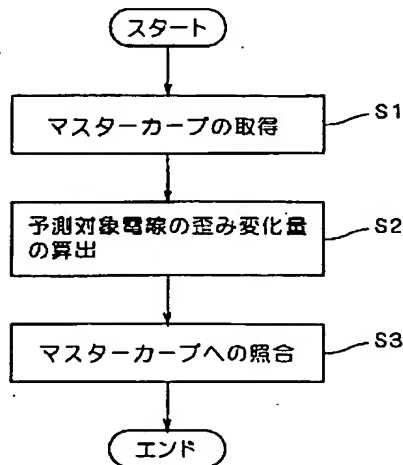 スタート
マスターカーブの取得
S1
予測対象電線の歪み変化量
の算出
S2
マスターカーブへの照合
S3
エンド